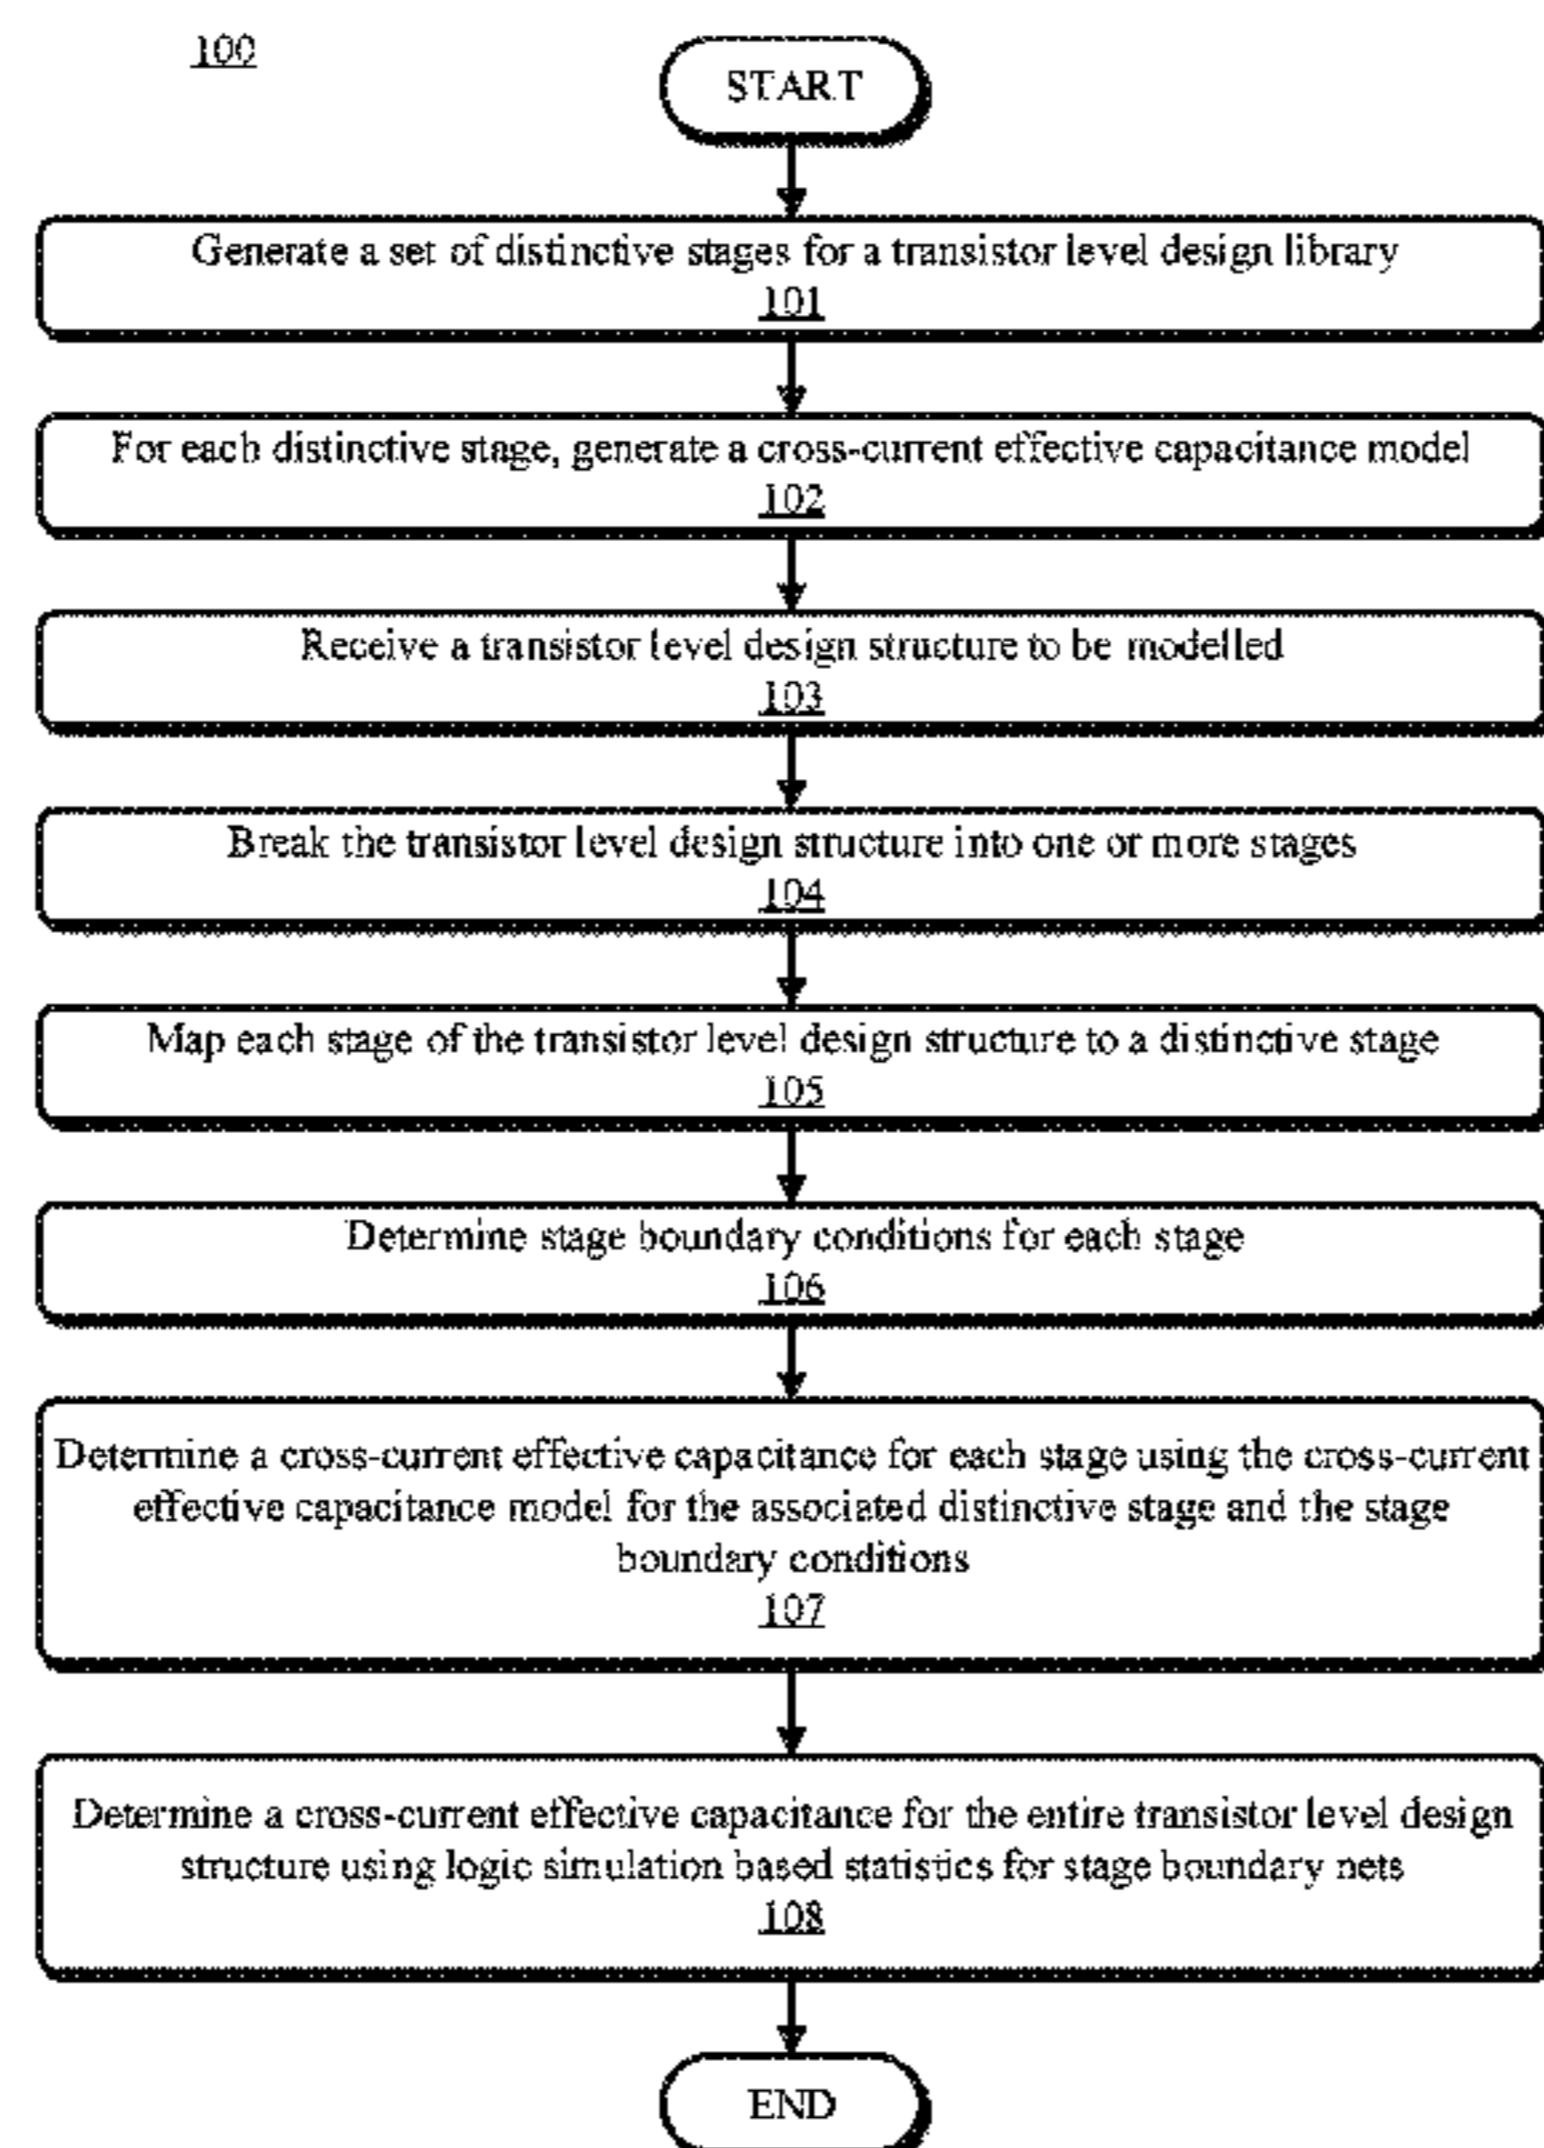 100
START
Generate a set of distinctive stages for a transistor level design library
101
For each distinctive stage, generate a cross-current effective capacitance model
102
Receive a transistor level design structure to be modelled
103
Break the transistor level design structure into one or more stages
104
Map each stage of the transistor level design structure to a distinctive stage
105
Determine stage boundary conditions for each stage
106
Determine a cross-current effective capacitance for each stage using the cross-current
effective capacitance model for the associated distinctive stage and the stage
boundary conditions
107
Determine a cross-current effective capacitance for the entire transistor level design
structure using logic simulation based statistics for stage boundary nets
108
END